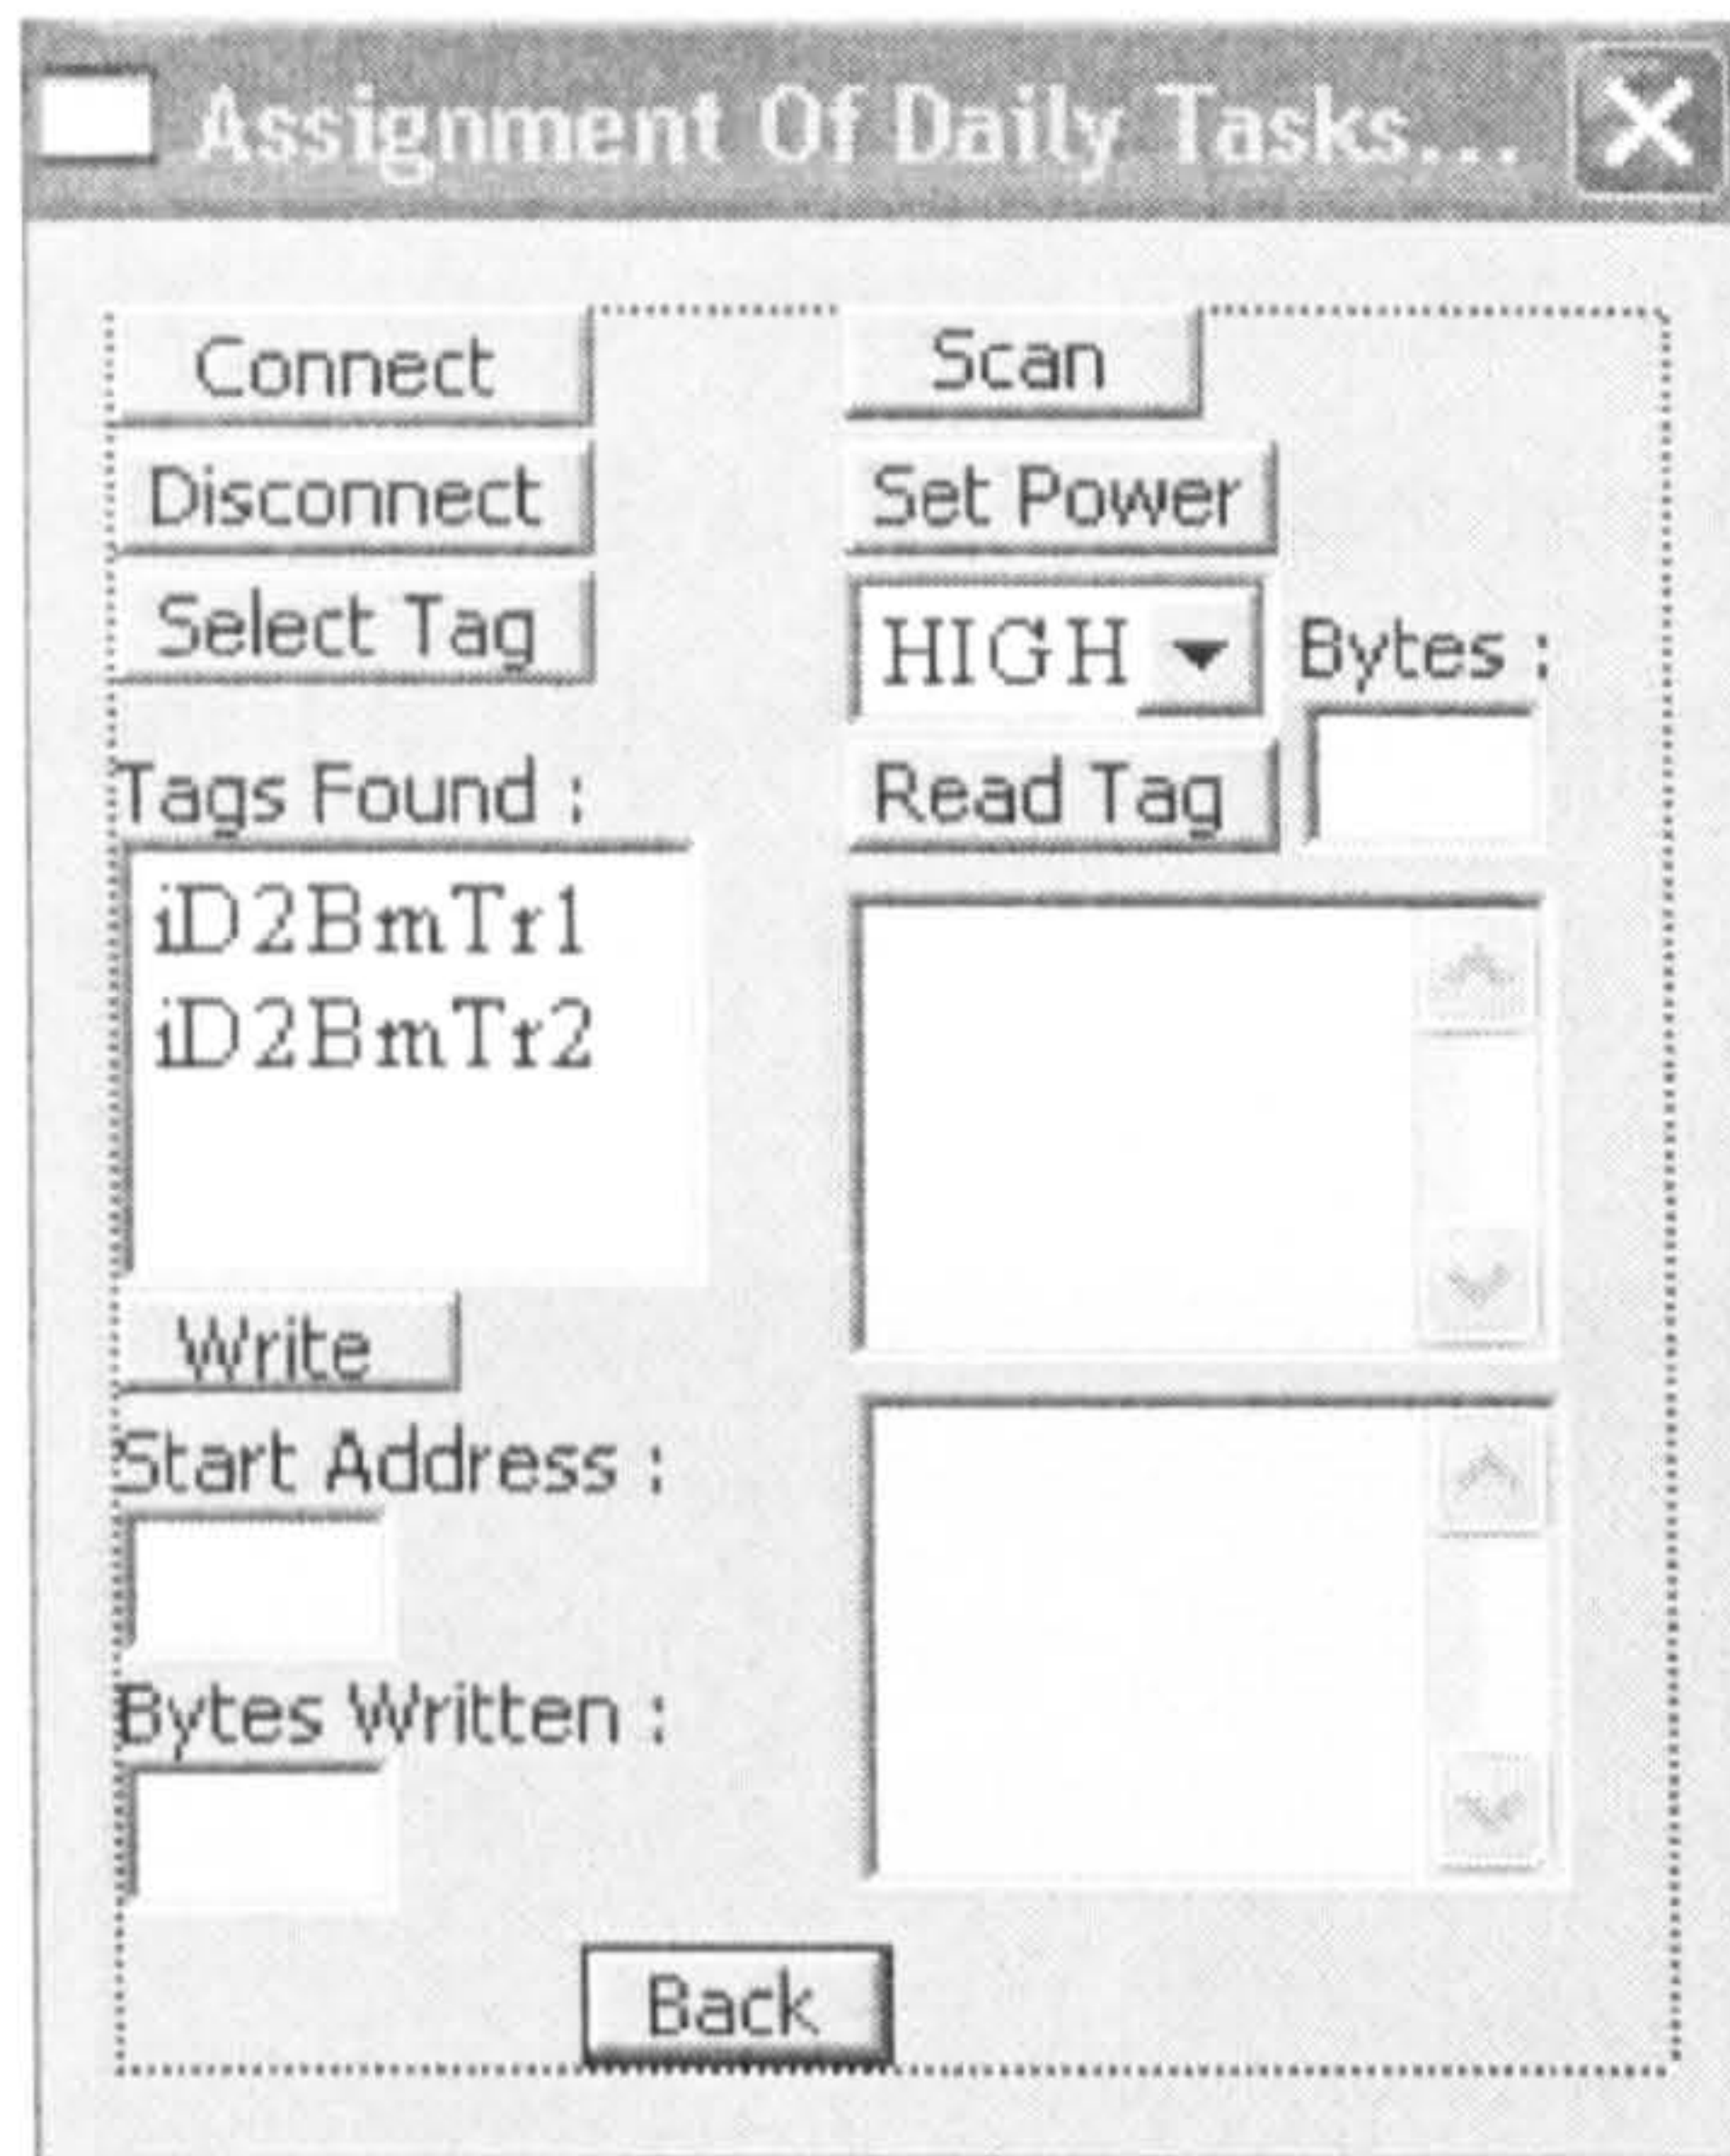 Assignment Of Daily Tasks...
Connect
Scan
Disconnect
Set Power
Select Tag
HIGH
Bytes :
Tags Found :
Read Tag
iD2BmTr1
iD2BmTr2
Write
Start Address :
Bytes Written :
Back